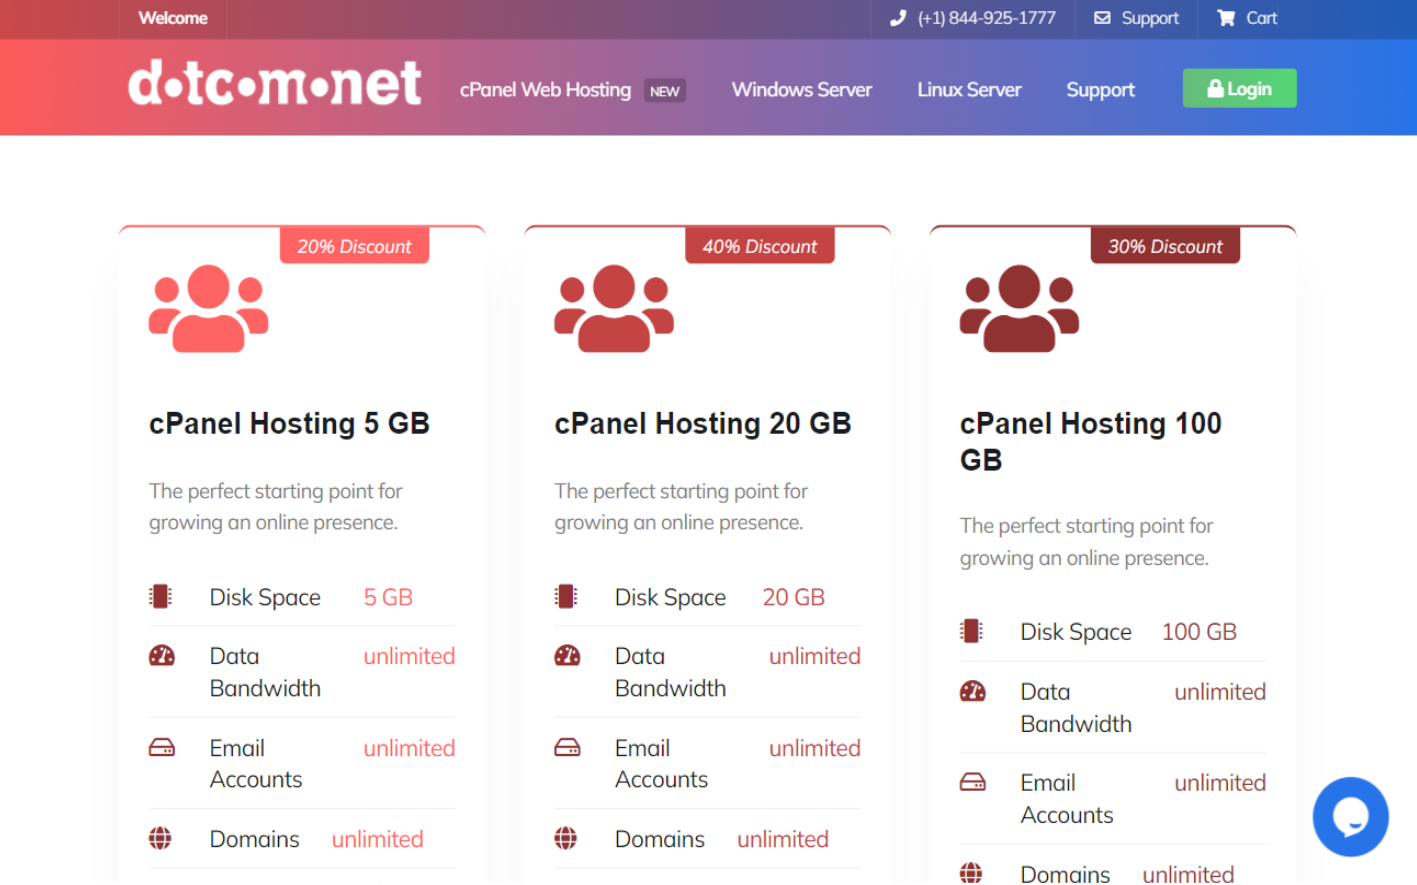 Welcome
(+1) 844-925-1777
Support
Cart
dotcomonet
cPanel Web Hosting NEW
Windows Server
Linux Server
Support
Login
20% Discount
cPanel Hosting 5 GB
The perfect starting point for
growing an online presence.
Disk Space 5 GB
Data unlimited
Bandwidth
Email unlimited
Accounts
Domains unlimited
40% Discount
cPanel Hosting 20 GB
The perfect starting point for
growing an online presence.
Disk Space 20 GB
Data unlimited
Bandwidth
Email unlimited
Accounts
Domains unlimited
30% Discount
cPanel Hosting 100
GB
The perfect starting point for
growing an online presence.
Disk Space 100 GB
Data unlimited
Bandwidth
Email unlimited
Accounts
Domains unlimited